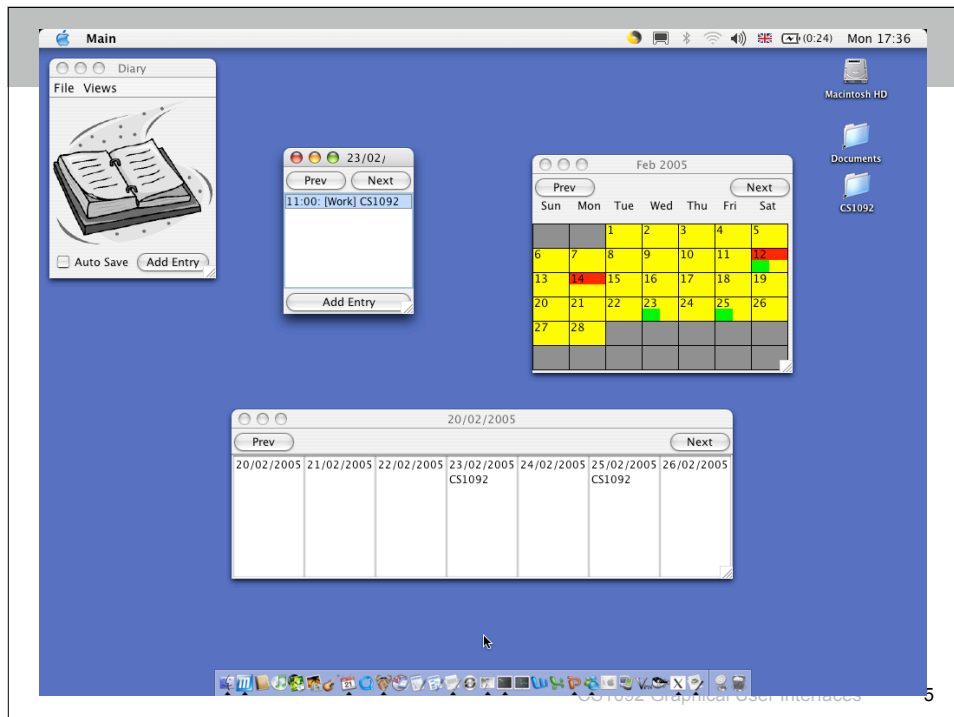 Main
(0:24) Mon 17:36
Diary
File Views
Auto Save Add Entry
23/02/
Prev Next
11:00: [Work] CS1092
Add Entry
Feb 2005
Prev Next
Sun Mon Tue Wed Thu Fri Sat
1 2 3 4 5
6 7 8 9 10 11 12
13 14 15 16 17 18 19
20 21 22 23 24 25 26
27 28
Macintosh HD
Documents
CS1092
20/02/2005
Prev Next
20/02/2005 21/02/2005 22/02/2005 23/02/2005 24/02/2005 25/02/2005 26/02/2005
CS1092 CS1092
21
CS1092 Graphical User Interfaces 5